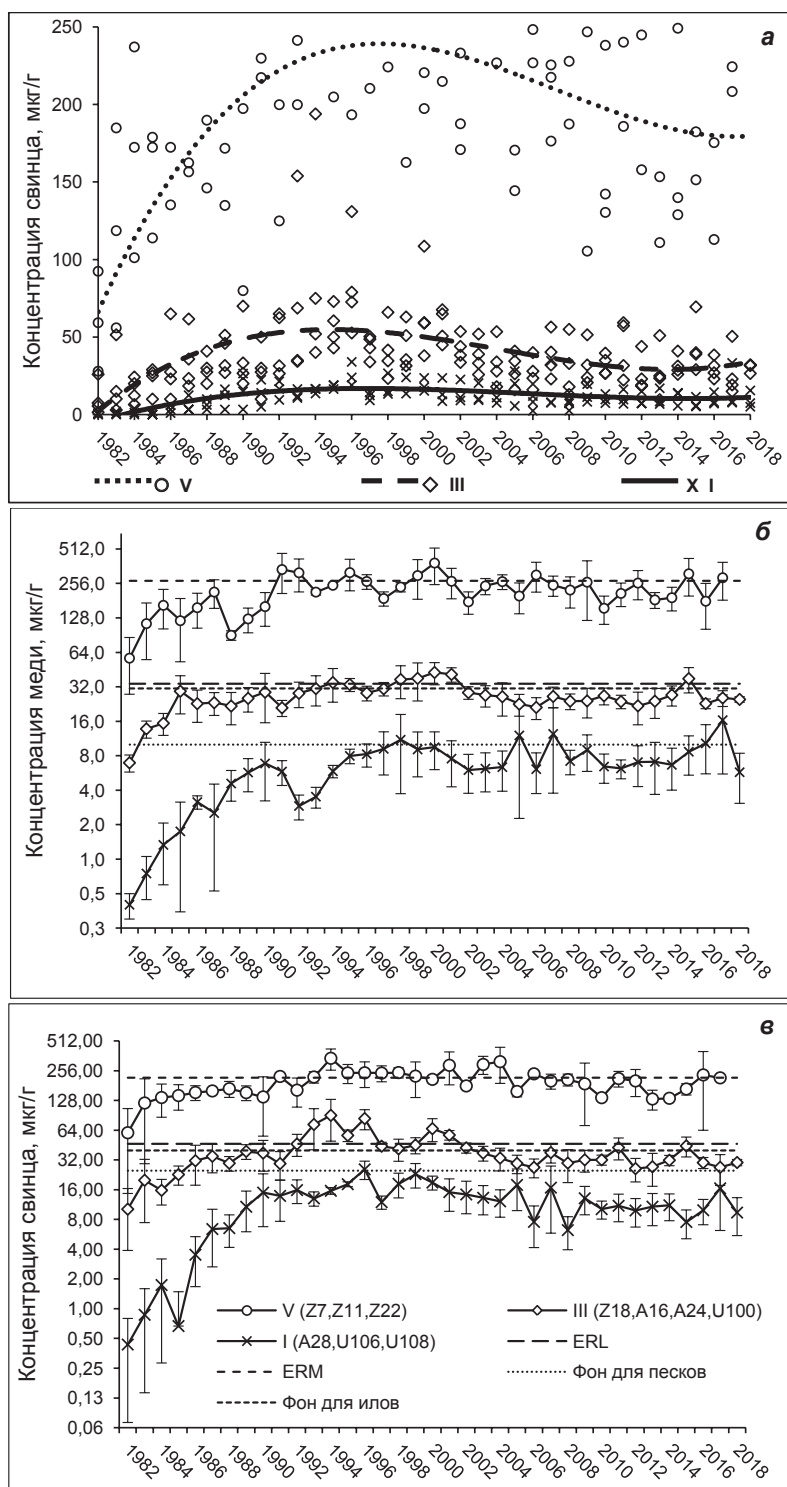 а
Концентрация свинца, мкг/г
250
200
150
100
50
0
1982 1984 1986 1988 1990 1992 1994 1996 1998 2000 2002 2004 2006 2008 2010 2012 2014 2016 2018
V III X I
б
Концентрация меди, мкг/г
512,0
256,0
128,0
64,0
32,0
16,0
8,0
4,0
2,0
1,0
0,5
0,3
1982 1984 1986 1988 1990 1992 1994 1996 1998 2000 2002 2004 2006 2008 2010 2012 2014 2016 2018
в
Концентрация свинца, мкг/г
512,00
256,00
128,00
64,00
32,00
16,00
8,00
4,00
2,00
1,00
0,50
0,25
0,13
0,06
V (Z7,Z11,Z22) III (Z18,A16,A24,U100)
I (A28,U106,U108) ERL
ERM Фон для песков
Фон для илов
1982 1984 1986 1988 1990 1992 1994 1996 1998 2000 2002 2004 2006 2008 2010 2012 2014 2016 2018